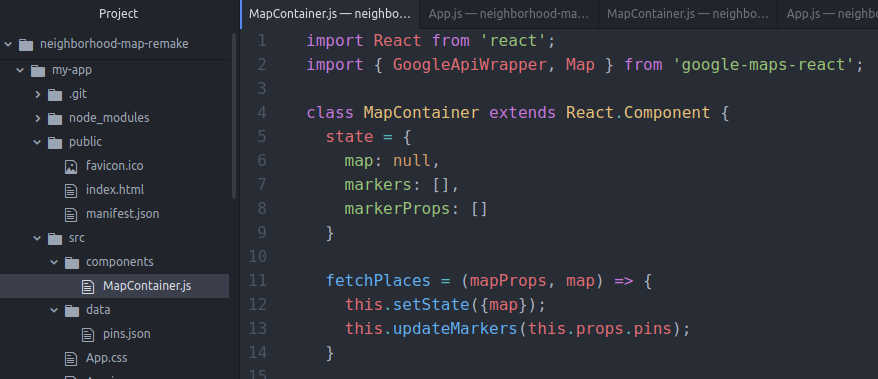 Project
neighborhood-map-remake
my-app
.git
node_modules
public
favicon.ico
index.html
manifest.json
src
components
MapContainer.js
data
pins.json
App.css
MapContainer.js — neighbo...
App.js — neighborhood-ma...
MapContainer.js — neighbo...
App.js — neighb
1 import React from 'react';
2 import { GoogleApiWrapper, Map } from 'google-maps-react';
3
4 class MapContainer extends React.Component {
5 state = {
6 map: null,
7 markers: [],
8 markerProps: []
9 }
10
11 fetchPlaces = (mapProps, map) => {
12 this.setState({map});
13 this.updateMarkers(this.props.pins);
14 }
15